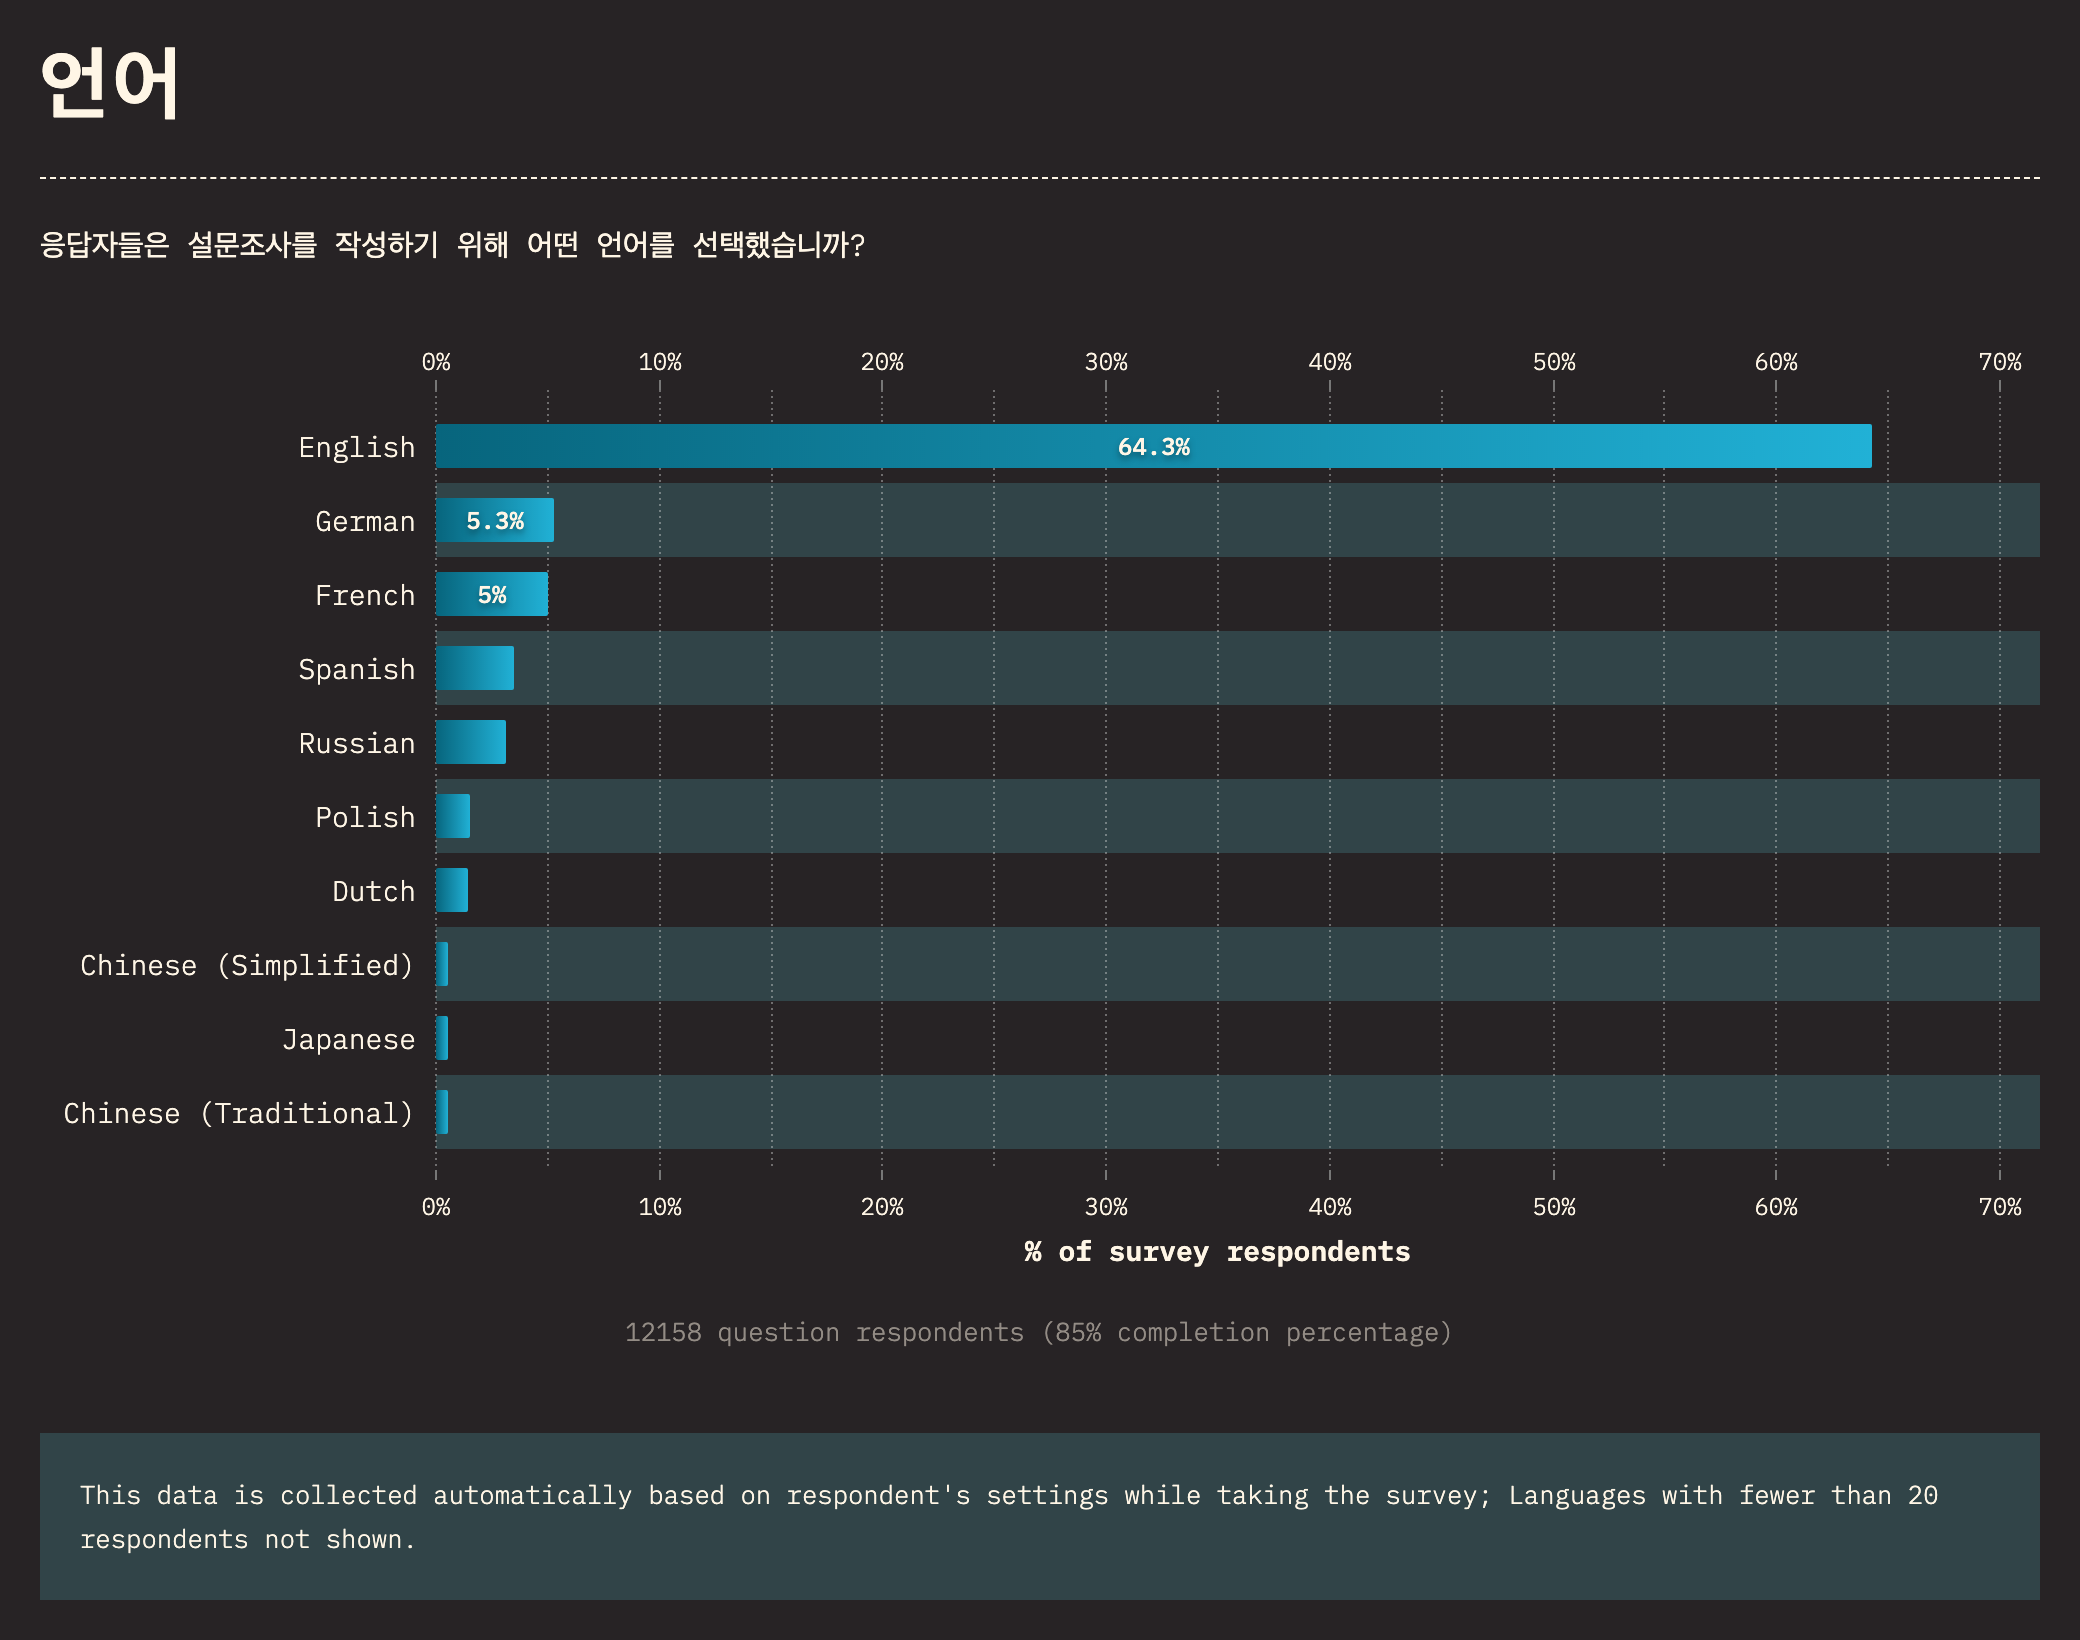 언어
응답자들은 설문조사를 작성하기 위해 어떤 언어를 선택했습니까?
0% 10% 20% 30% 40% 50% 60% 70%
English 64.3%
German 5.3%
French 5%
Spanish
Russian
Polish
Dutch
Chinese (Simplified)
Japanese
Chinese (Traditional)
0% 10% 20% 30% 40% 50% 60% 70%
% of survey respondents
12158 question respondents (85% completion percentage)
This data is collected automatically based on respondent's settings while taking the survey; Languages with fewer than 20
respondents not shown.